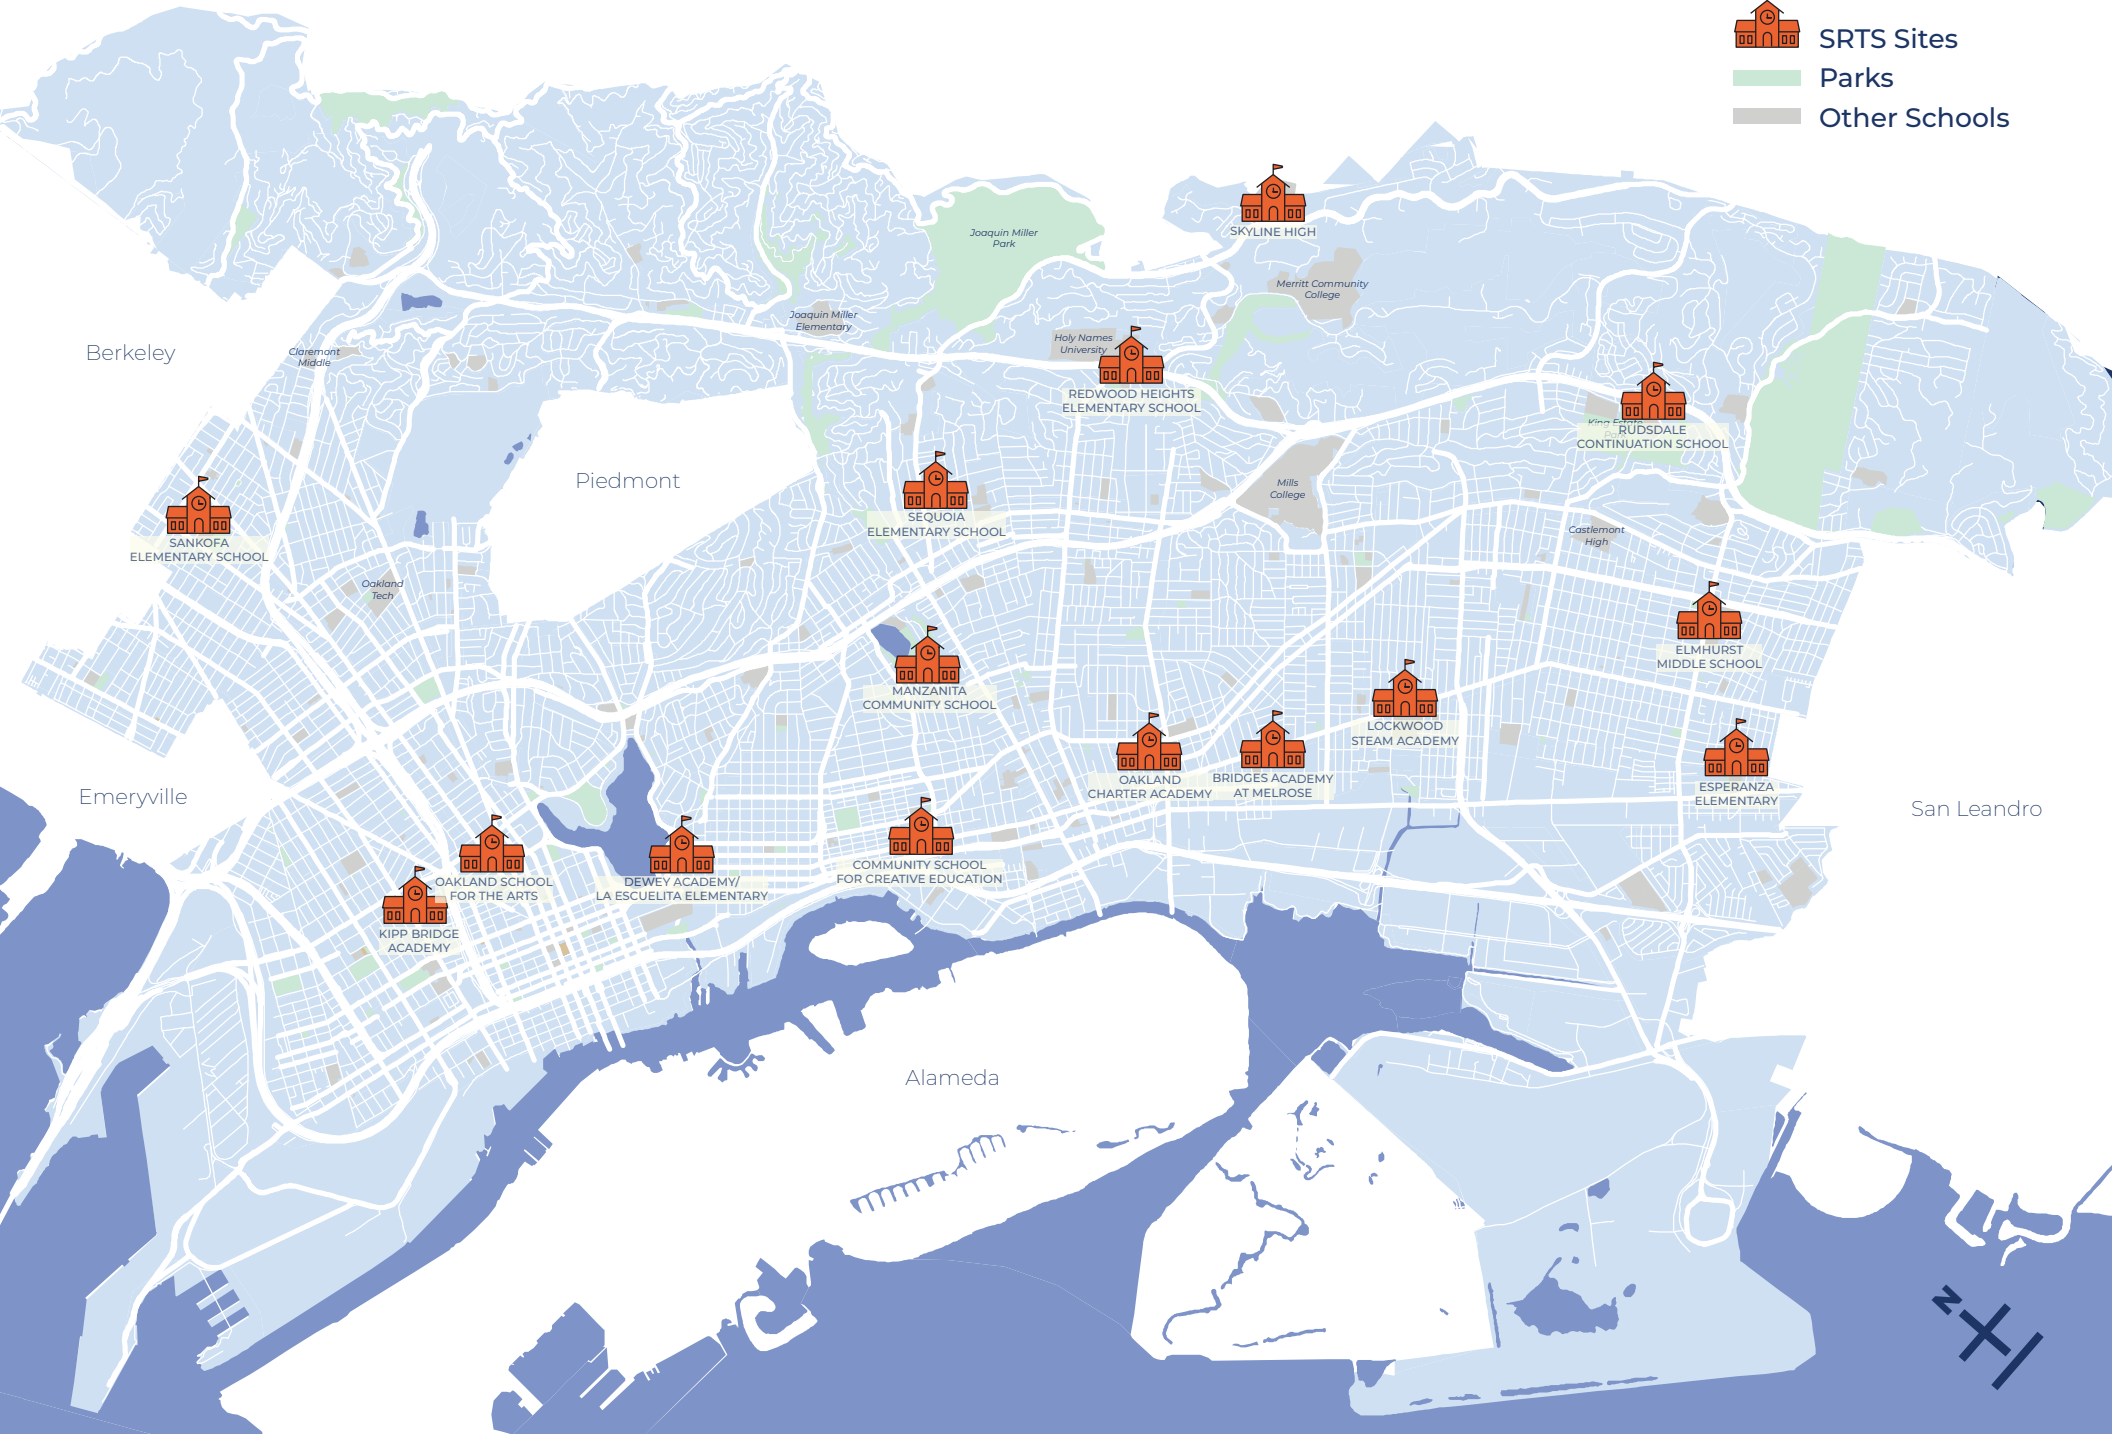 SRTS Sites
Parks
Other Schools
Joaquin Miller
Park
SKYLINE HIGH
Merritt Community
College
Joaquin Miller
Elementary
Holy Names
University
Berkeley
Claremont
Middle
REDWOOD HEIGHTS
ELEMENTARY SCHOOL
King Estate
RUDSDALE
CONTINUATION SCHOOL
Piedmont
Mills
College
SEQUOIA
ELEMENTARY SCHOOL
SANKOFA
ELEMENTARY SCHOOL
Castlemont
High
Oakland
Tech
ELMHURST
MIDDLE SCHOOL
MANZANITA
COMMUNITY SCHOOL
LOCKWOOD
STEAM ACADEMY
OAKLAND
CHARTER ACADEMY
BRIDGES ACADEMY
AT MELROSE
ESPERANZA
ELEMENTARY
Emeryville
San Leandro
COMMUNITY SCHOOL
FOR CREATIVE EDUCATION
OAKLAND SCHOOL
FOR THE ARTS
DEWEY ACADEMY/
LA ESCUELITA ELEMENTARY
KIPP BRIDGE
ACADEMY
Alameda
N